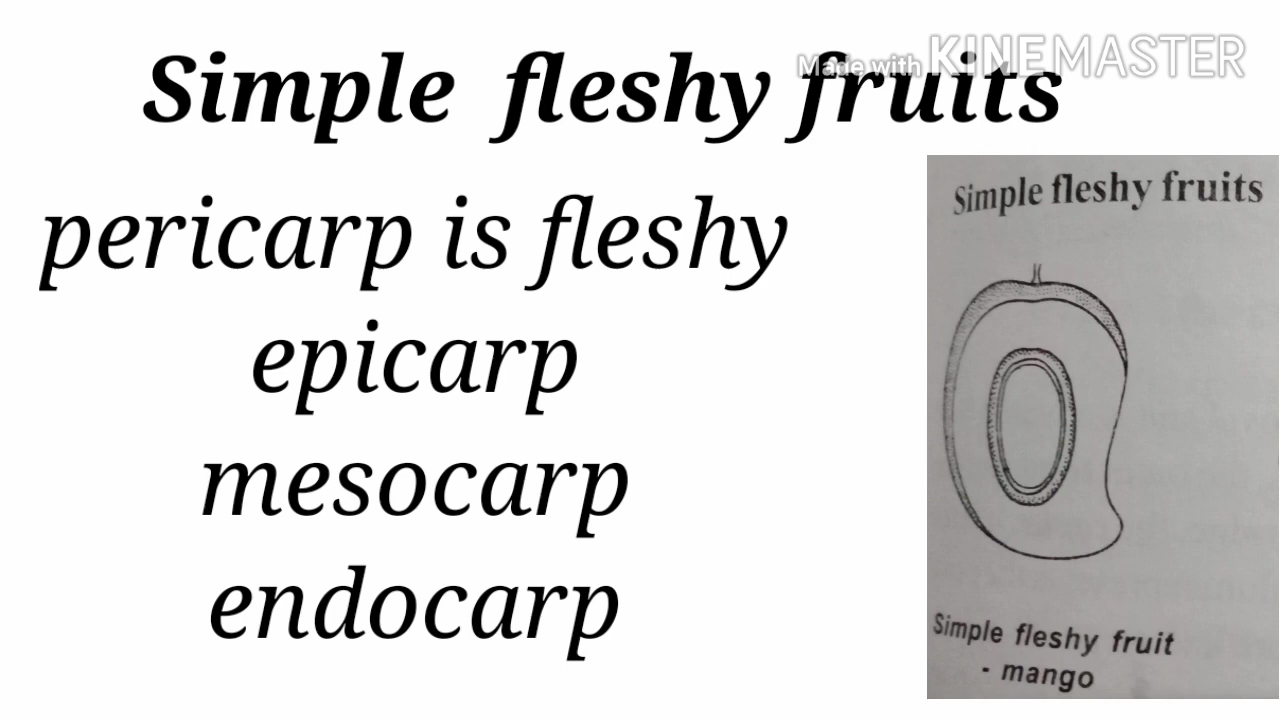 Simple fleshy fruits
Made with KINEMASTER
pericarp is fleshy
epicarp
mesocarp
endocarp
Simple fleshy fruits
Simple fleshy fruit
- mango